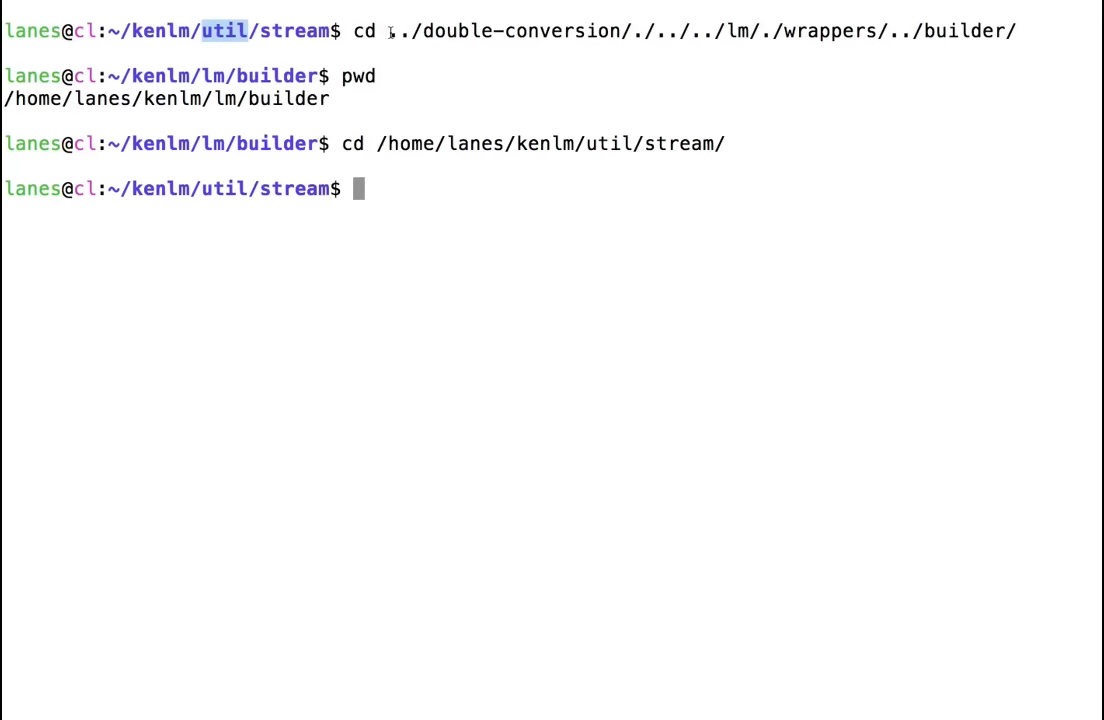 lanes@cl:~/kenlm/util/stream$ cd ../double-conversion/./../../lm/./wrappers/../builder/
lanes@cl:~/kenlm/lm/builder$ pwd
/home/lanes/kenlm/lm/builder
lanes@cl:~/kenlm/lm/builder$ cd /home/lanes/kenlm/util/stream/
lanes@cl:~/kenlm/util/stream$